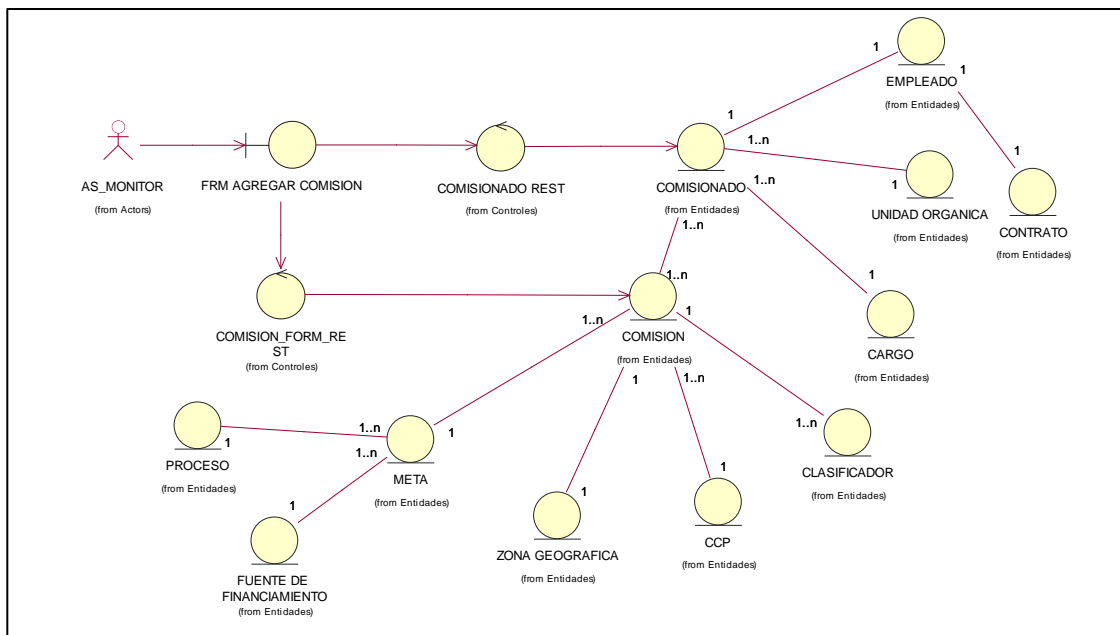 1
EMPLEADO
(from Entidades)
1
1
AS_MONITOR
(from Actors)
FRM AGREGAR COMISION
COMISIONADO REST
(from Controles)
COMISIONADO
(from Entidades)
1..n
1..n
1..n
1
UNIDAD ORGANICA
(from Entidades)
1
CONTRATO
(from Entidades)
COMISION_FORM_RE
ST
(from Controles)
1..n
1..n
1
COMISION
(from Entidades)
1
1..n
1
CARGO
(from Entidades)
PROCESO
(from Entidades)
1
1..n
1..n
1
META
(from Entidades)
1..n
CLASIFICADOR
(from Entidades)
1
FUENTE DE
FINANCIAMIENTO
(from Entidades)
1
ZONA GEOGRAFICA
(from Entidades)
1
CCP
(from Entidades)